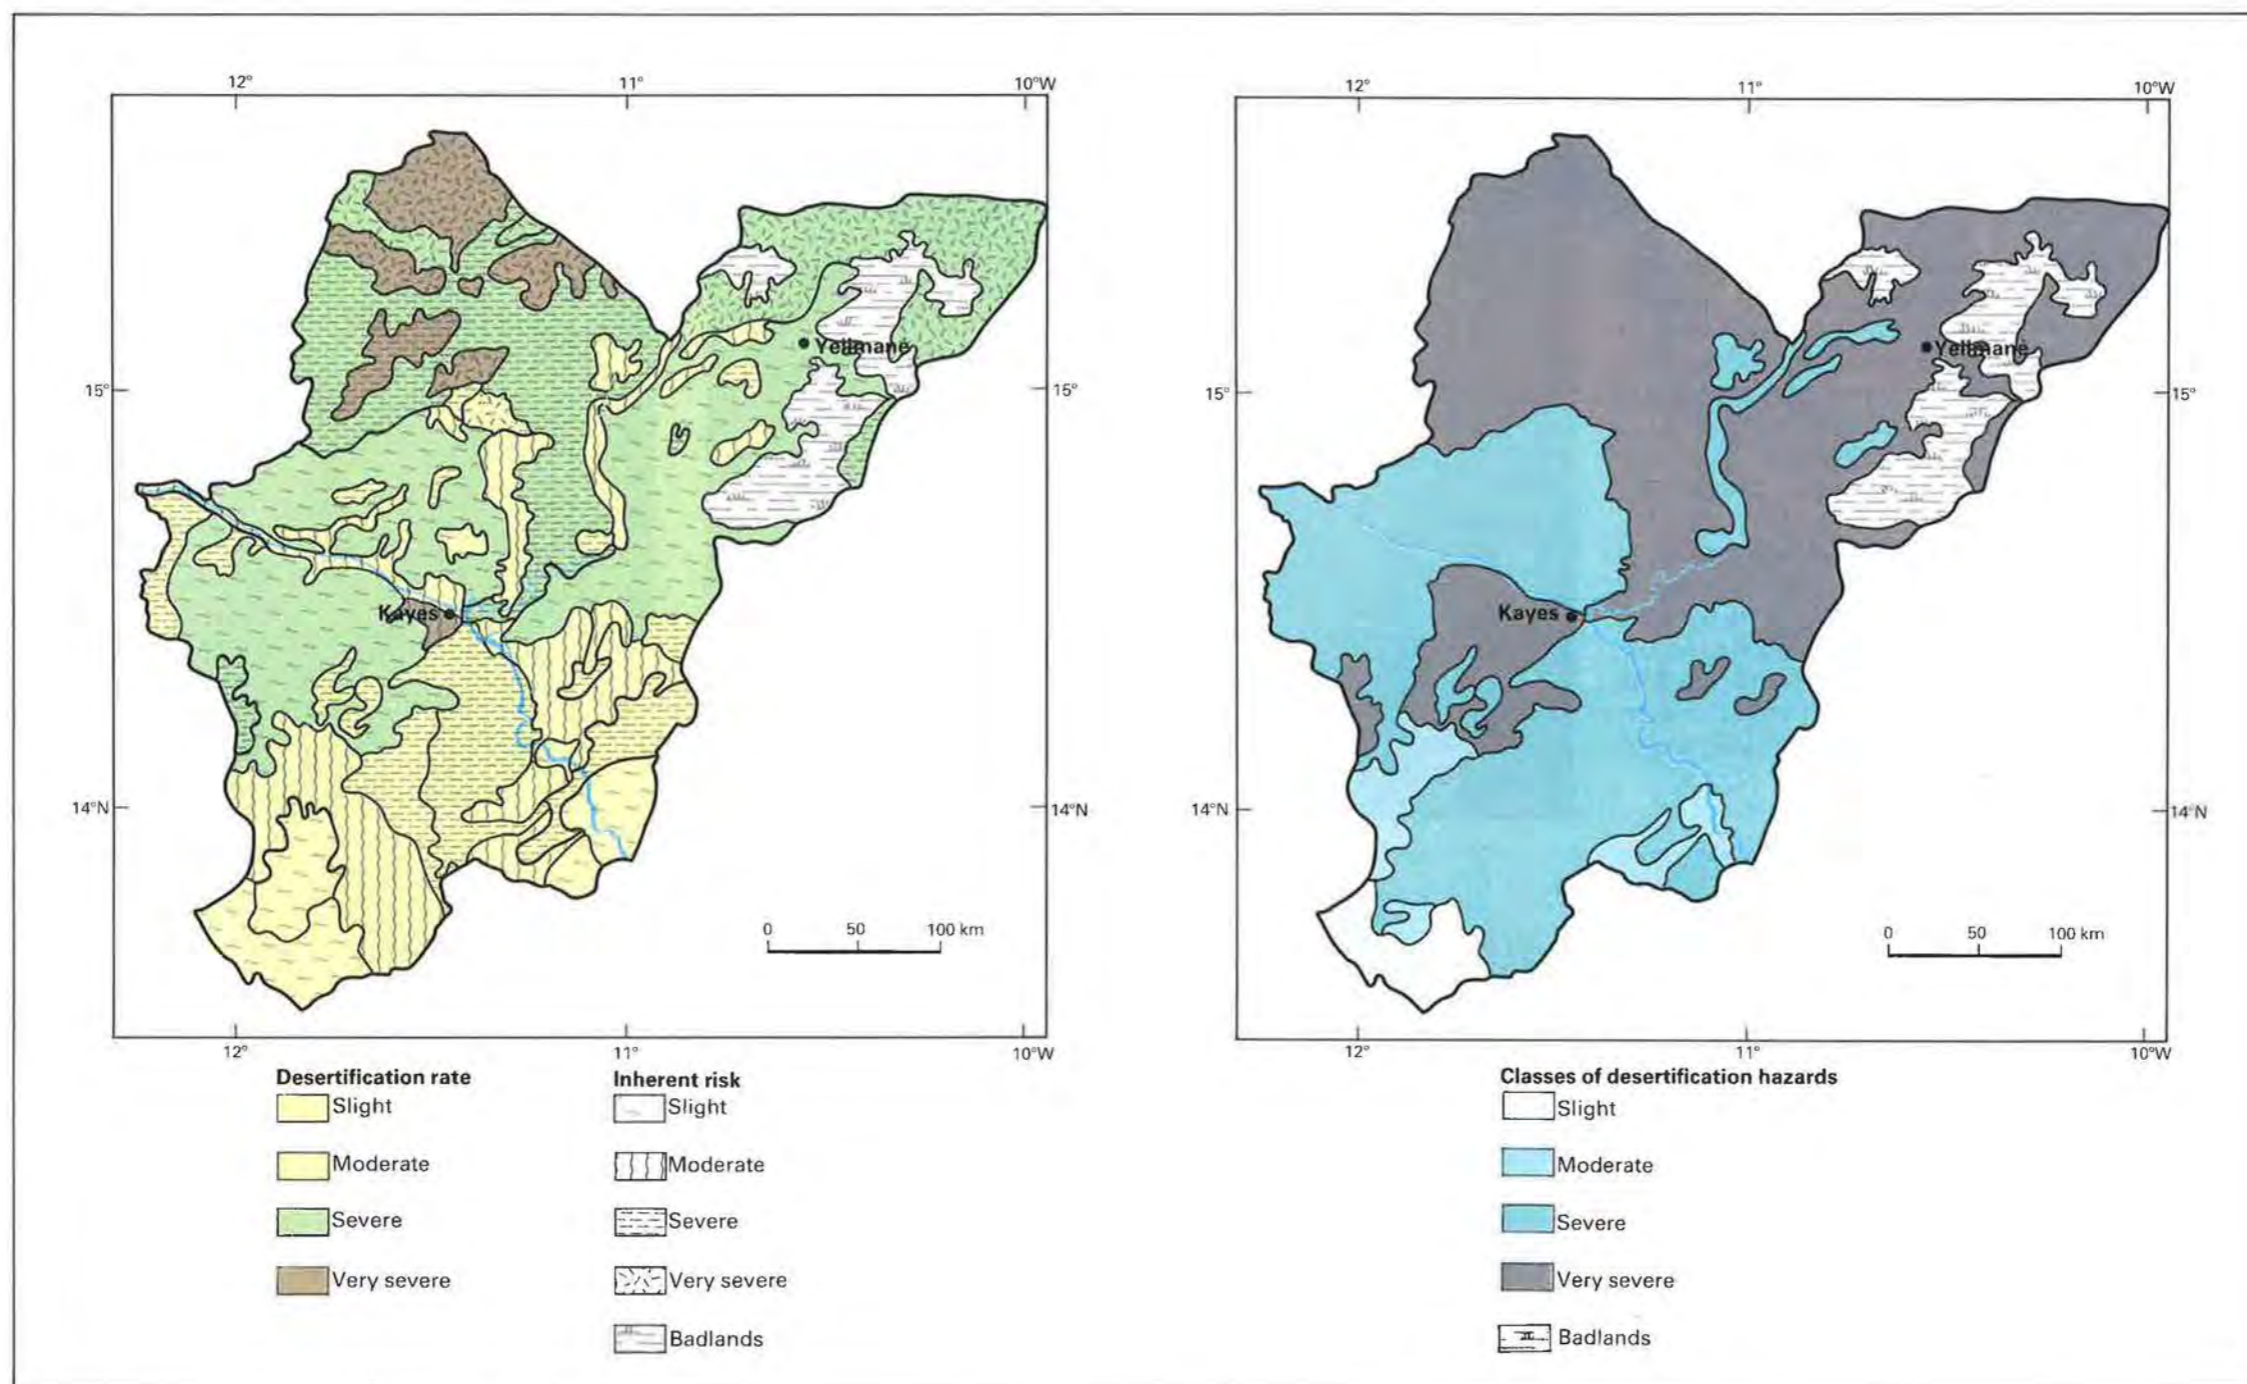 12° 11° 10°W
15° 15°
Yelimané
Kayes
14°N 14°N
0 50 100 km
12° 11° 10°W
Desertification rate
Slight
Moderate
Severe
Very severe
Inherent risk
Slight
Moderate
Severe
Very severe
Badlands
12° 11° 10°W
15° 15°
Yelimané
Kayes
14°N 14°N
0 50 100 km
12° 11° 10°W
Classes of desertification hazards
Slight
Moderate
Severe
Very severe
Badlands